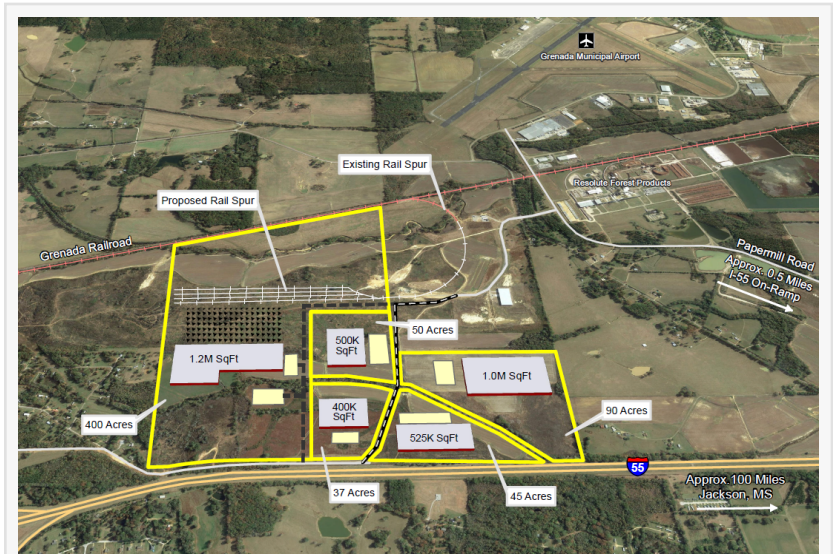 Grenada Municipal Airport
Existing Rail Spur
Resolute Forest Products
Proposed Rail Spur
Grenada Railroad
Papermill Road
Approx. 0.5 Miles
I-55 On-Ramp
50 Acres
500K
SqFt
1.2M SqFt
1.0M SqFt
400K
SqFt
90 Acres
400 Acres
525K SqFt
55
37 Acres
45 Acres
Approx.100 Miles
Jackson, MS